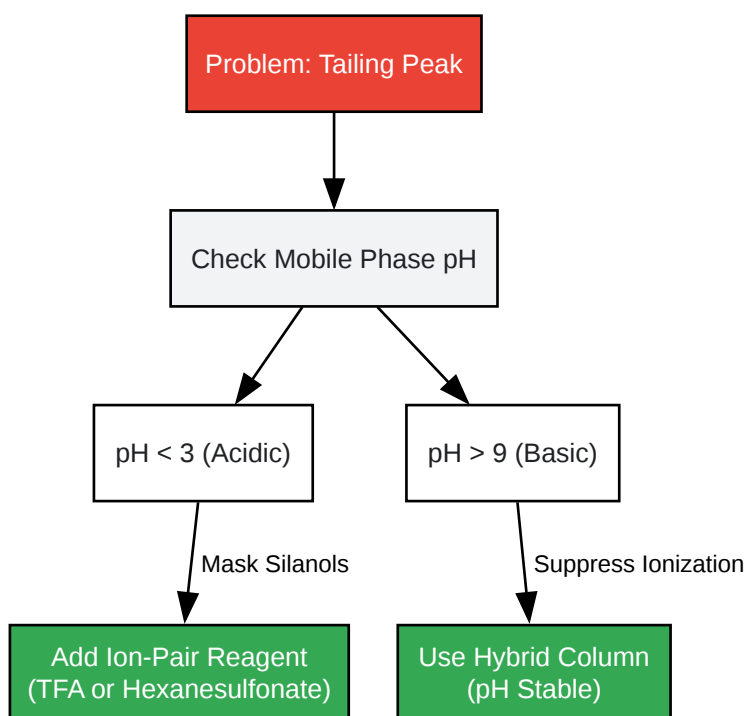 Problem: Tailing Peak
Check Mobile Phase pH
pH < 3 (Acidic)
pH > 9 (Basic)
Mask Silanols
Suppress Ionization
Add Ion-Pair Reagent
(TFA or Hexanesulfonate)
Use Hybrid Column
(pH Stable)